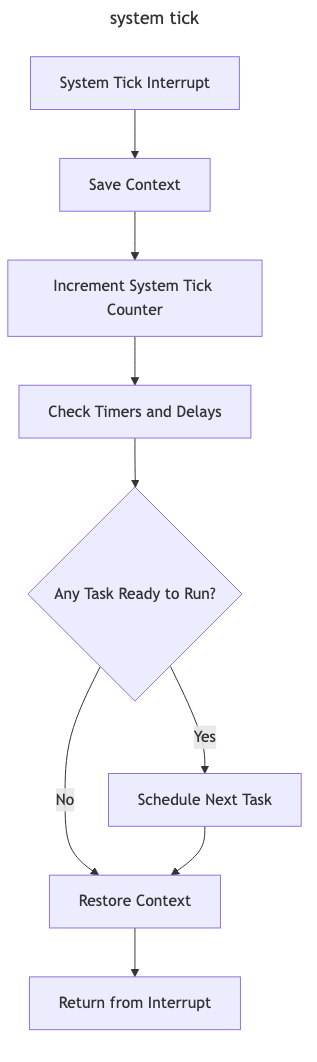 system tick
System Tick Interrupt
Save Context
Increment System Tick
Counter
Check Timers and Delays
Any Task Ready to Run?
Yes
No
Schedule Next Task
Restore Context
Return from Interrupt